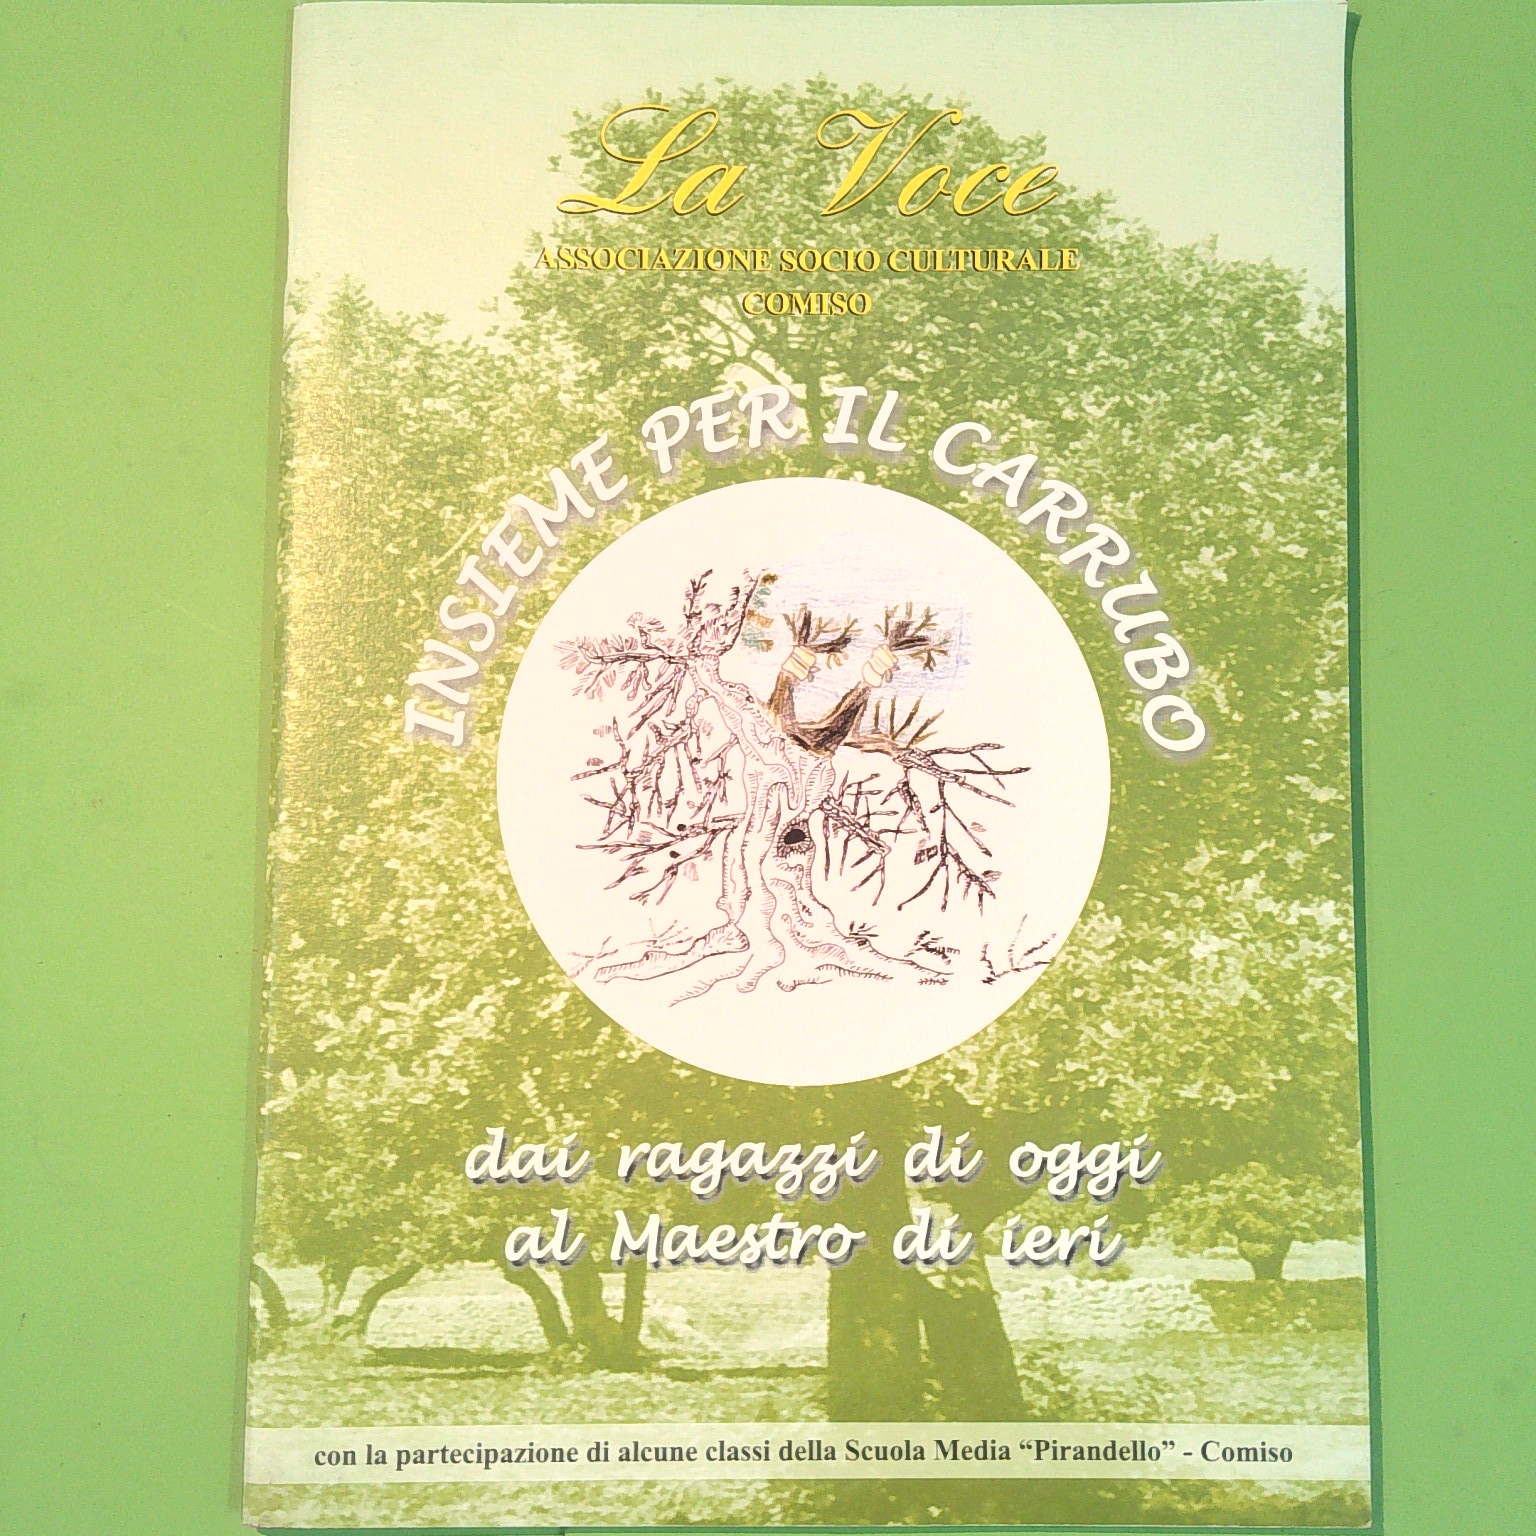 La Voce
ASSOCIAZIONE SOCIO CULTURALE
COMISO
INSIEME PER IL CARRUBO
dai ragazzi di oggi
al Maestro di ieri
con la partecipazione di alcune classi della Scuola Media “Pirandello” - Comiso